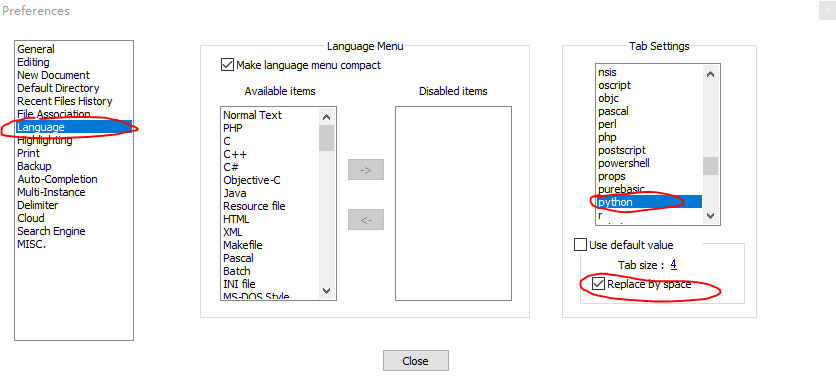 Preferences
General
Editing
New Document
Default Directory
Recent Files History
File Association
Language
Highlighting
Print
Backup
Auto-Completion
Multi-Instance
Delimiter
Cloud
Search Engine
MISC.
Language Menu
Make language menu compact
Available items
Disabled items
Normal Text
PHP
C
C++
C#
Objective-C
Java
Resource file
HTML
XML
Makefile
Pascal
Batch
INI file
MS-DOS Style
->
<-
Tab Settings
nsis
oscript
objc
pascal
perl
php
postscript
powershell
props
purebasic
python
r
Use default value
Tab size : 4
Replace by space
Close